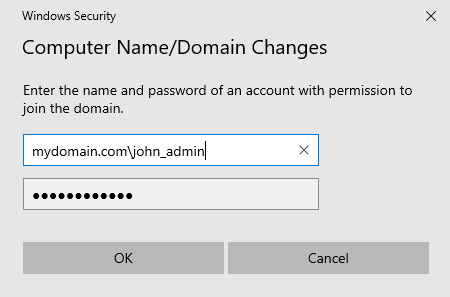 Windows Security
Computer Name/Domain Changes
Enter the name and password of an account with permission to
join the domain.
mydomain.com\john_admin
●●●●●●●●●●●●
OK Cancel